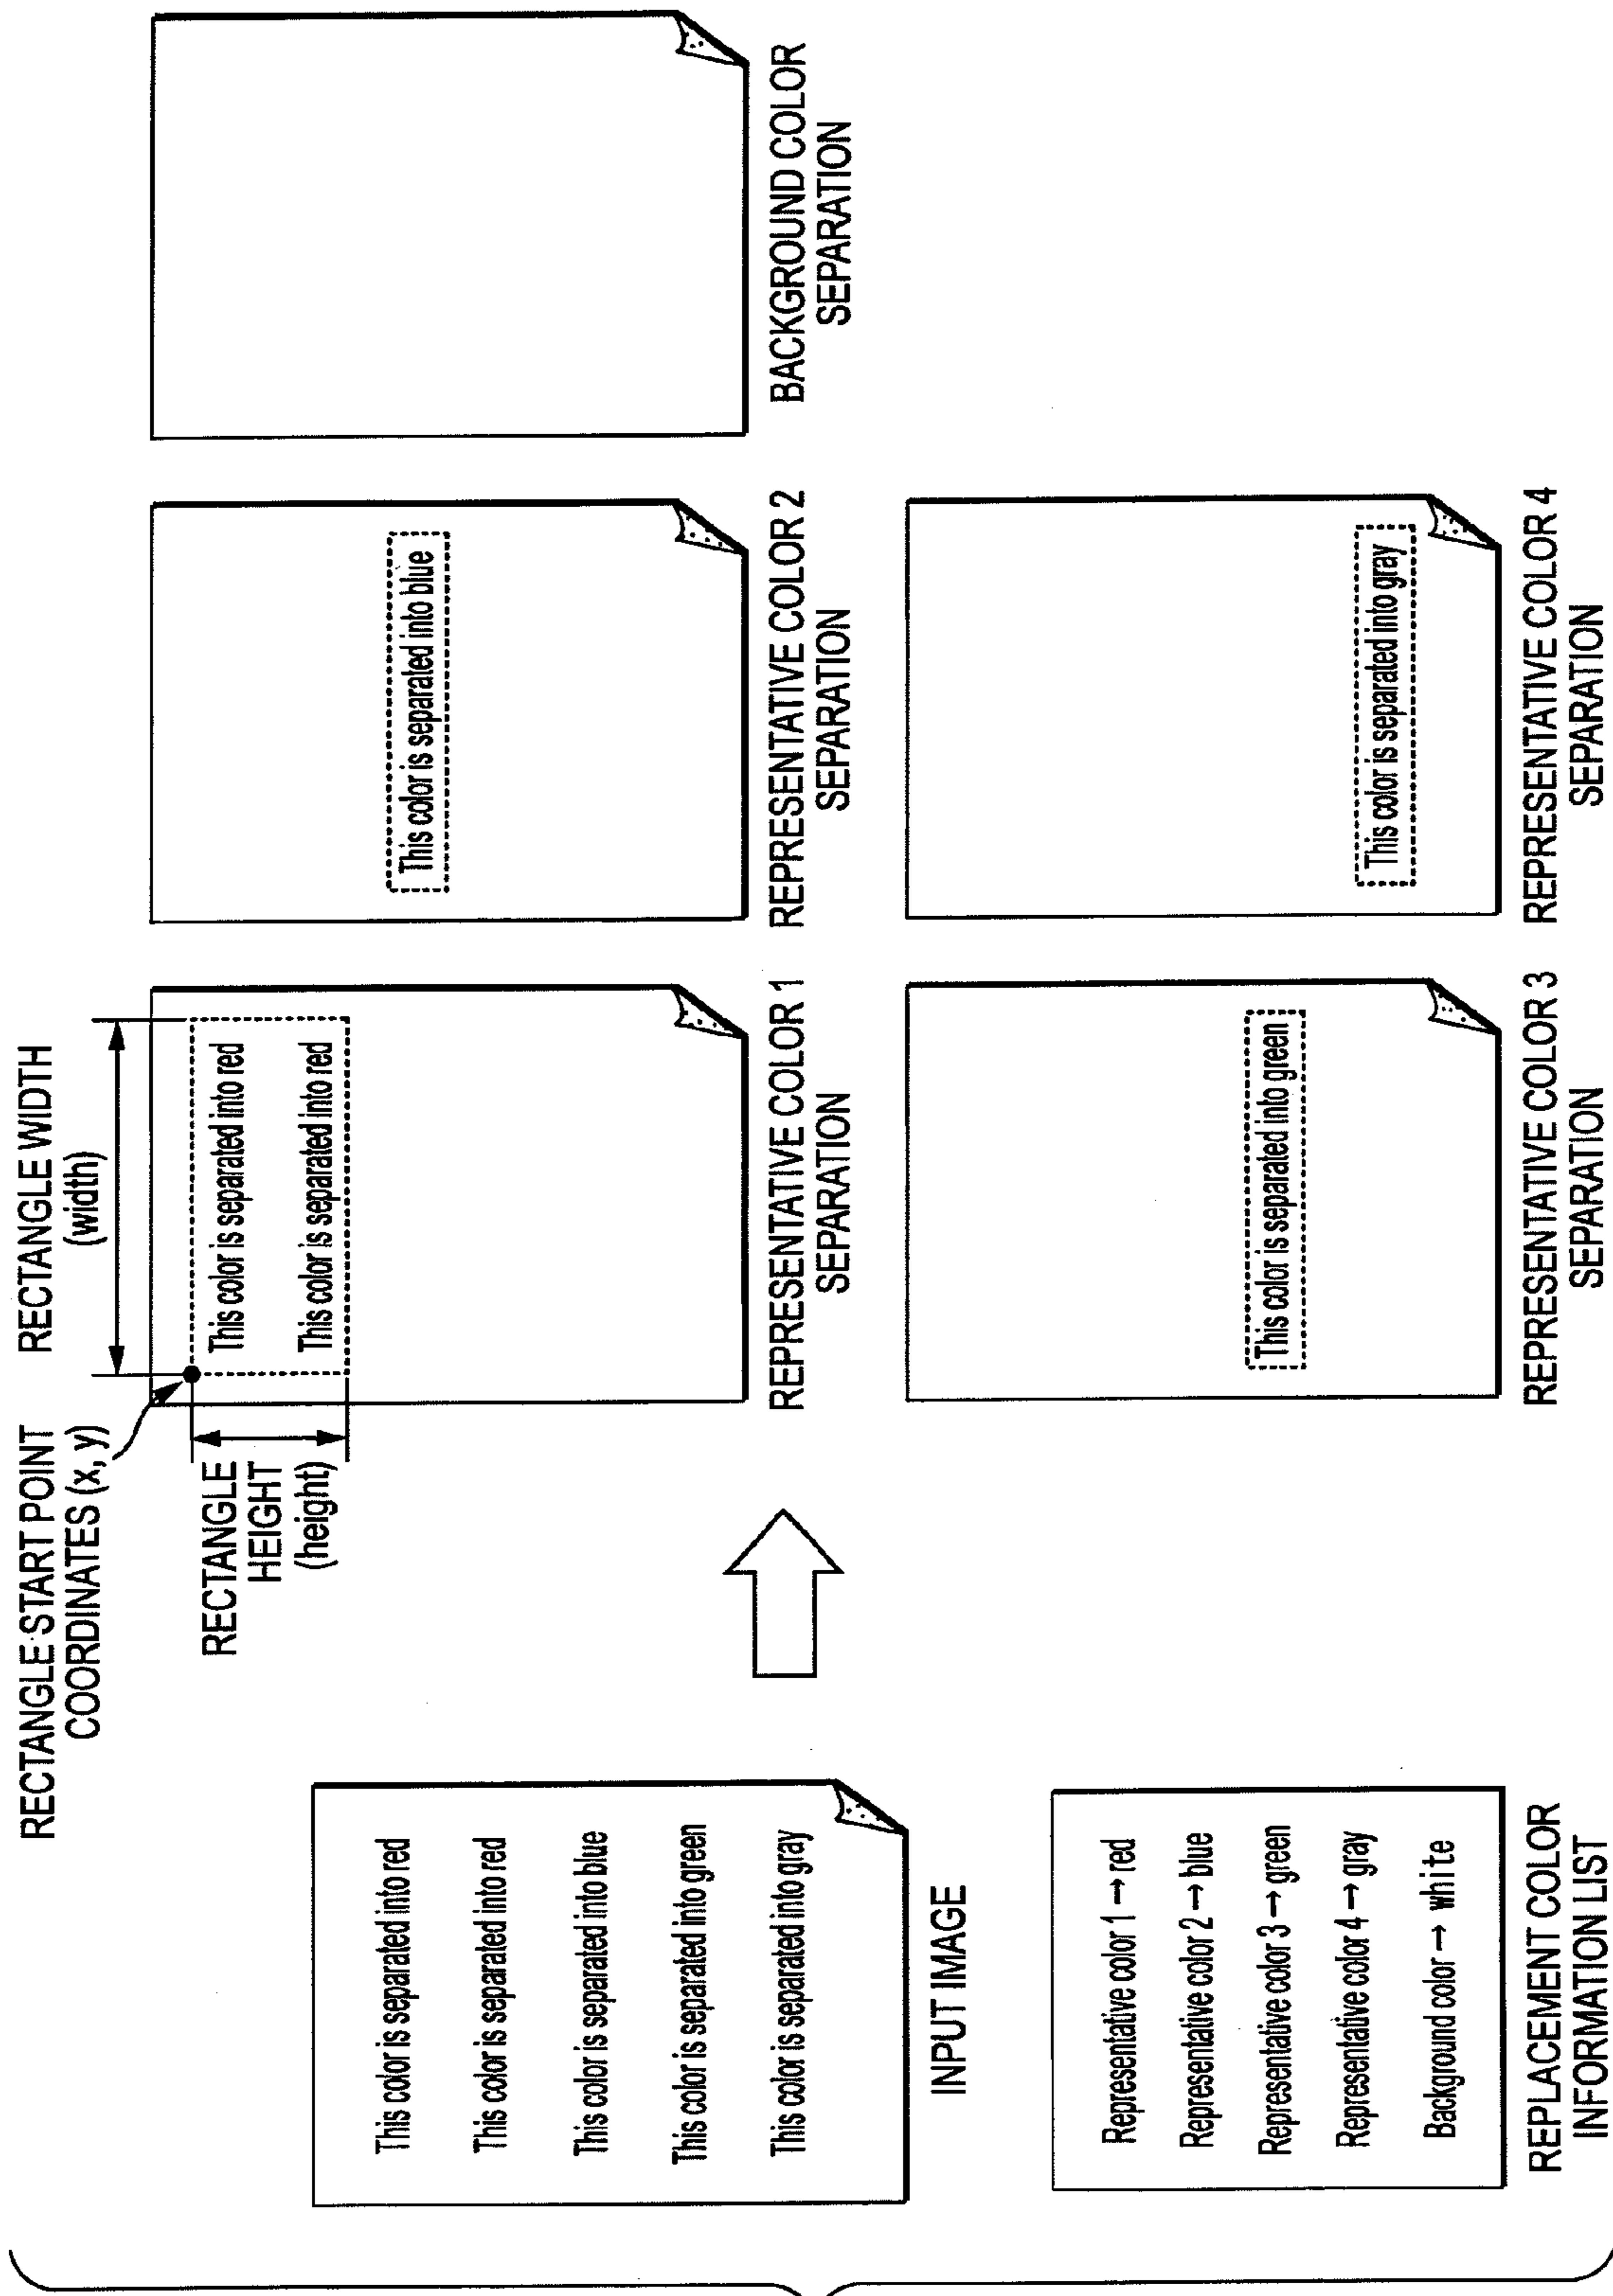 RECTANGLE START POINT
COORDINATES (x, y)
RECTANGLE WIDTH
(width)
RECTANGLE
HEIGHT
(height)
This color is separated into red
This color is separated into red
REPRESENTATIVE COLOR 1
SEPARATION
This color is separated into blue
REPRESENTATIVE COLOR 2
SEPARATION
BACKGROUND COLOR
SEPARATION
This color is separated into red
This color is separated into red
This color is separated into blue
This color is separated into green
This color is separated into gray
INPUT IMAGE
Representative color 1 → red
Representative color 2 → blue
Representative color 3 → green
Representative color 4 → gray
Background color → white
REPLACEMENT COLOR
INFORMATION LIST
This color is separated into green
REPRESENTATIVE COLOR 3
SEPARATION
This color is separated into gray
REPRESENTATIVE COLOR 4
SEPARATION